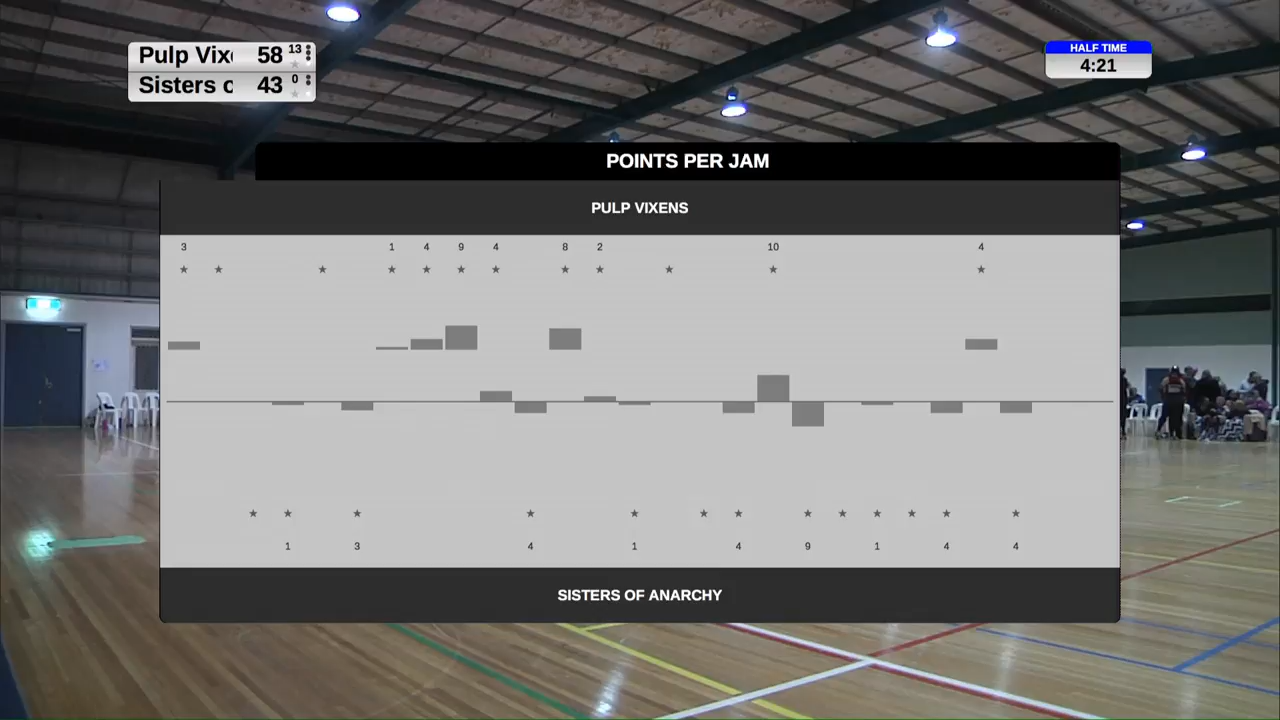 Pulp Vix
58
13
Sisters o
43
0
HALF TIME
4:21
POINTS PER JAM
PULP VIXENS
3 1 4 9 4 8 2 10 4
1 3 4 1 4 9 1 4 4
SISTERS OF ANARCHY